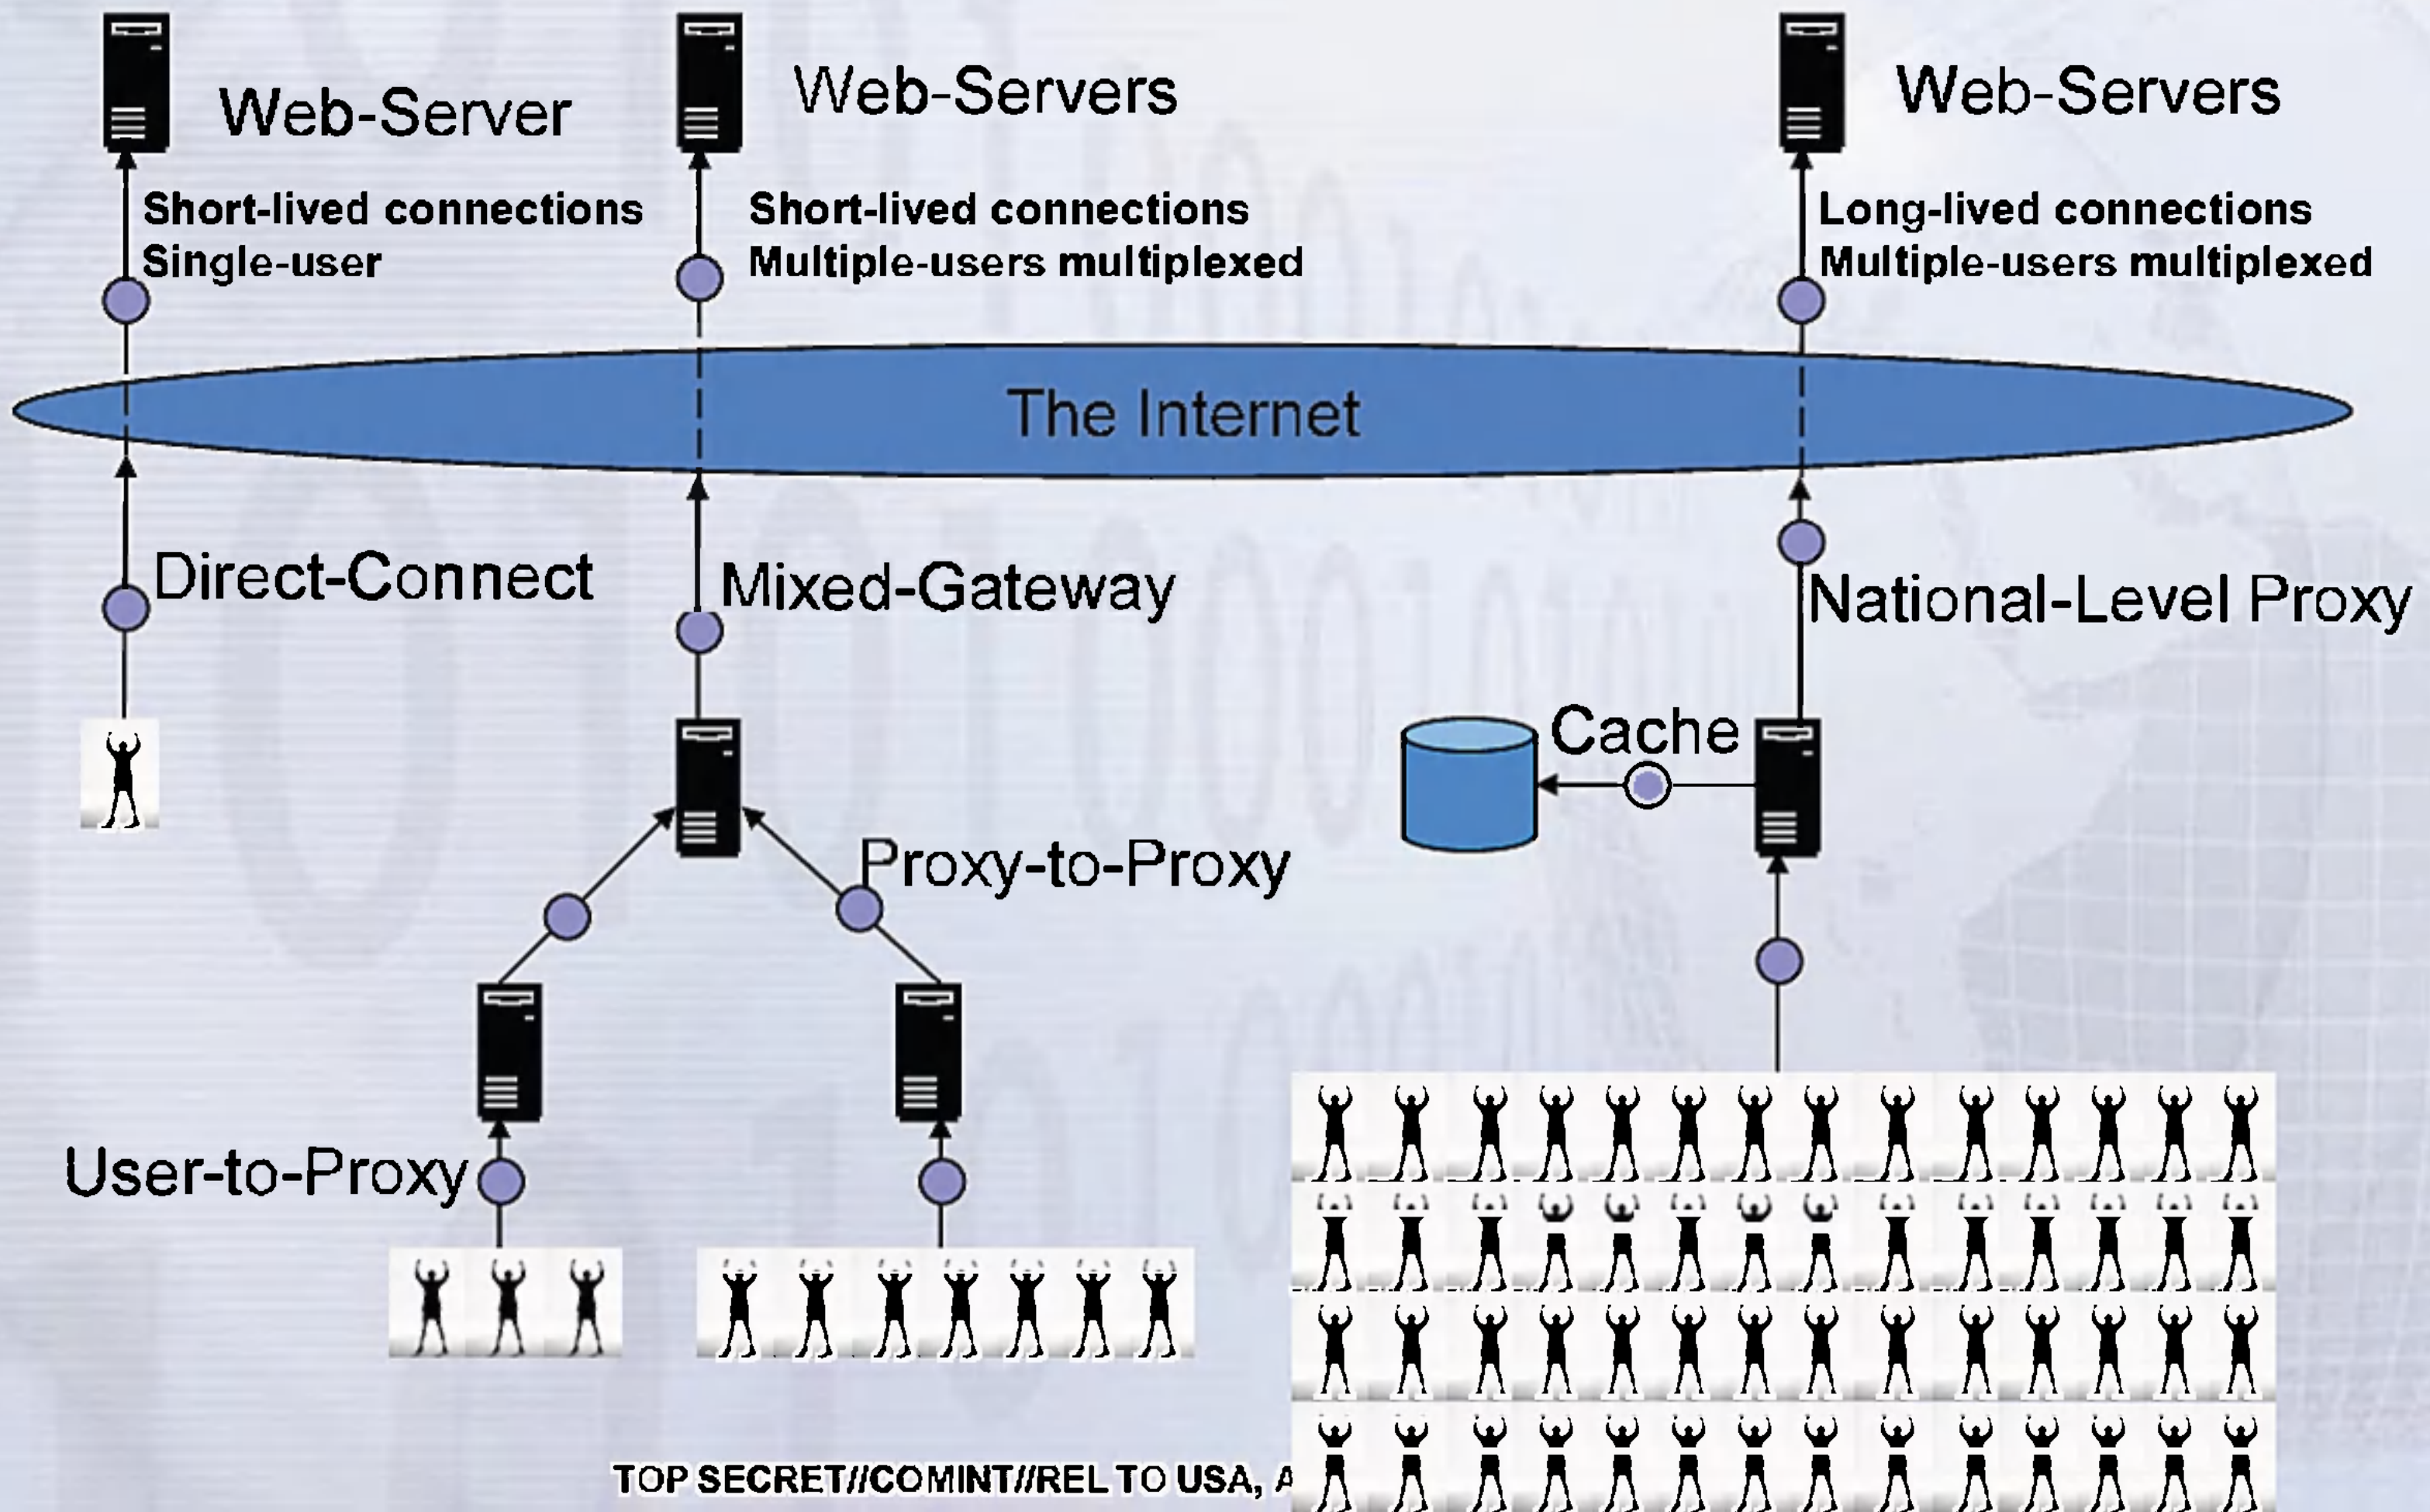 Web-Server
Web-Servers
Web-Servers
Short-lived connections
Single-user
Short-lived connections
Multiple-users multiplexed
Long-lived connections
Multiple-users multiplexed
The Internet
Direct-Connect
Mixed-Gateway
National-Level Proxy
Cache
Proxy-to-Proxy
User-to-Proxy
TOP SECRET//COMINT//REL TO USA,